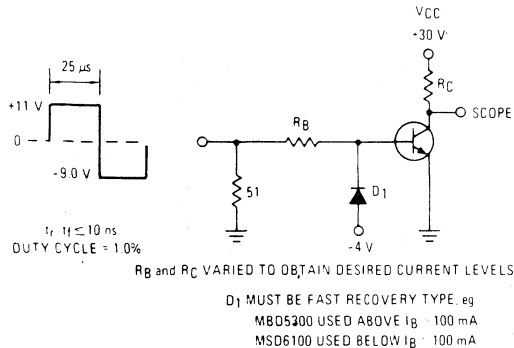 VCC
+30 V
25 µs
RC
+11 V
SCOPE
RB
0
-9.0 V
51
D1
-4 V
tr, tf ≤ 10 ns
DUTY CYCLE = 1.0%
RB and RC VARIED TO OBTAIN DESIRED CURRENT LEVELS
D1 MUST BE FAST RECOVERY TYPE, eg
MBD5300 USED ABOVE IB ~ 100 mA
MSD6100 USED BELOW IB ~ 100 mA